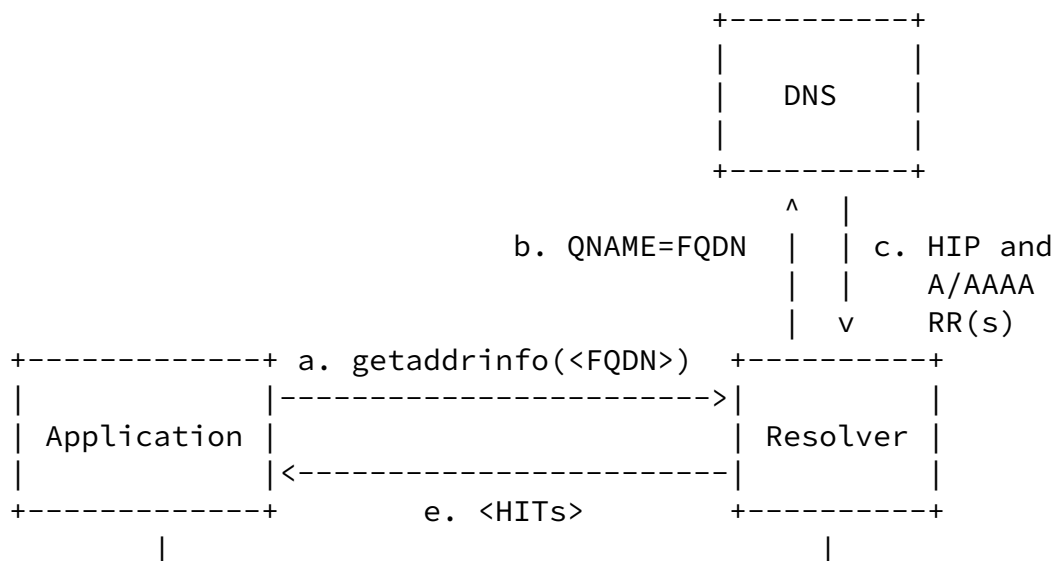 DNS
b. QNAME=FQDN
c. HIP and
A/AAAA
RR(s)
a. getaddrinfo(<FQDN>)
Application
Resolver
e. <HITs>